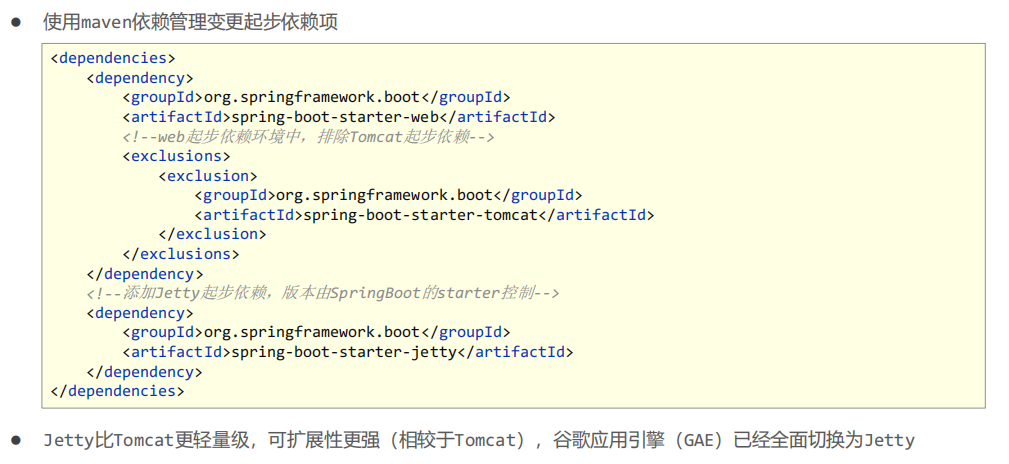 ● 使用maven依赖管理变更起步依赖项
<dependencies>
    <dependency>
        <groupId>org.springframework.boot</groupId>
        <artifactId>spring-boot-starter-web</artifactId>
        <!--web起步依赖环境中，排除Tomcat起步依赖-->
        <exclusions>
            <exclusion>
                <groupId>org.springframework.boot</groupId>
                <artifactId>spring-boot-starter-tomcat</artifactId>
            </exclusion>
        </exclusions>
    </dependency>
    <!--添加Jetty起步依赖，版本由SpringBoot的starter控制-->
    <dependency>
        <groupId>org.springframework.boot</groupId>
        <artifactId>spring-boot-starter-jetty</artifactId>
    </dependency>
</dependencies>
● Jetty比Tomcat更轻量级，可扩展性更强（相较于Tomcat），谷歌应用引擎（GAE）已经全面切换为Jetty